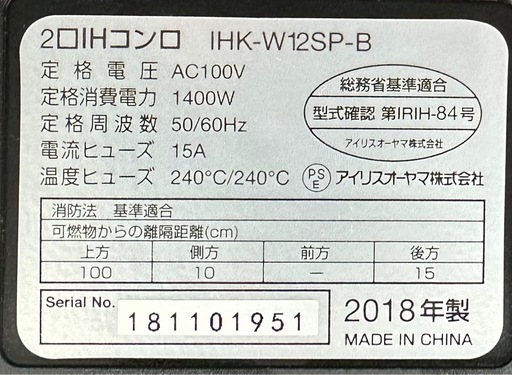 2口IHコンロ IHK-W12SP-B
定格電圧 AC100V
定格消費電力 1400W
定格周波数 50/60Hz
電流ヒューズ 15A
温度ヒューズ 240°C/240°C
総務省基準適合
型式確認 第IRIH-84号
アイリスオーヤマ株式会社
PS
E
アイリスオーヤマ株式会社
消防法 基準適合
可燃物からの離隔距離(cm)
上方 側方 前方 後方
100 10 — 15
Serial No. 181101951
2018年製
MADE IN CHINA